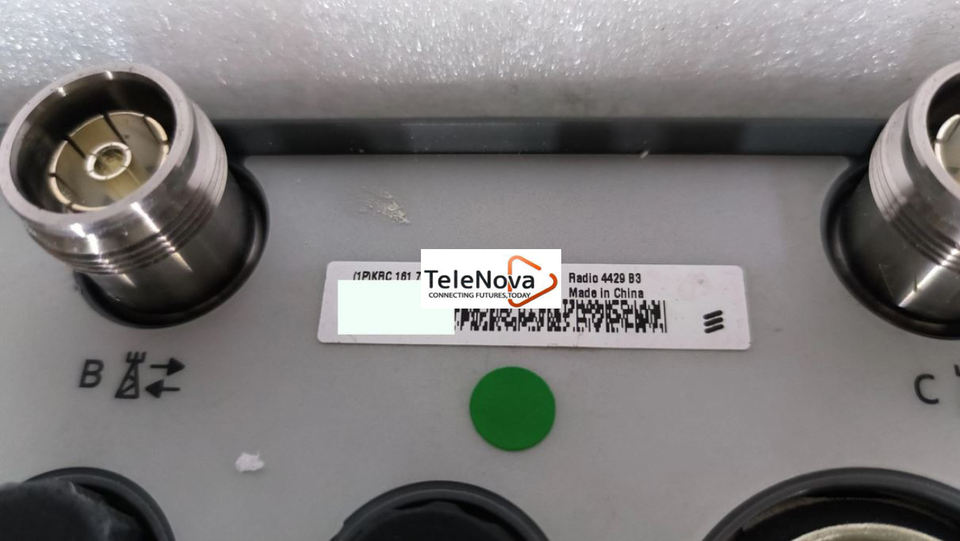 (1P)KRC 161 7
Radio 4429 B3
Made in China
TeleNova
CONNECTING FUTURES,TODAY
B
C